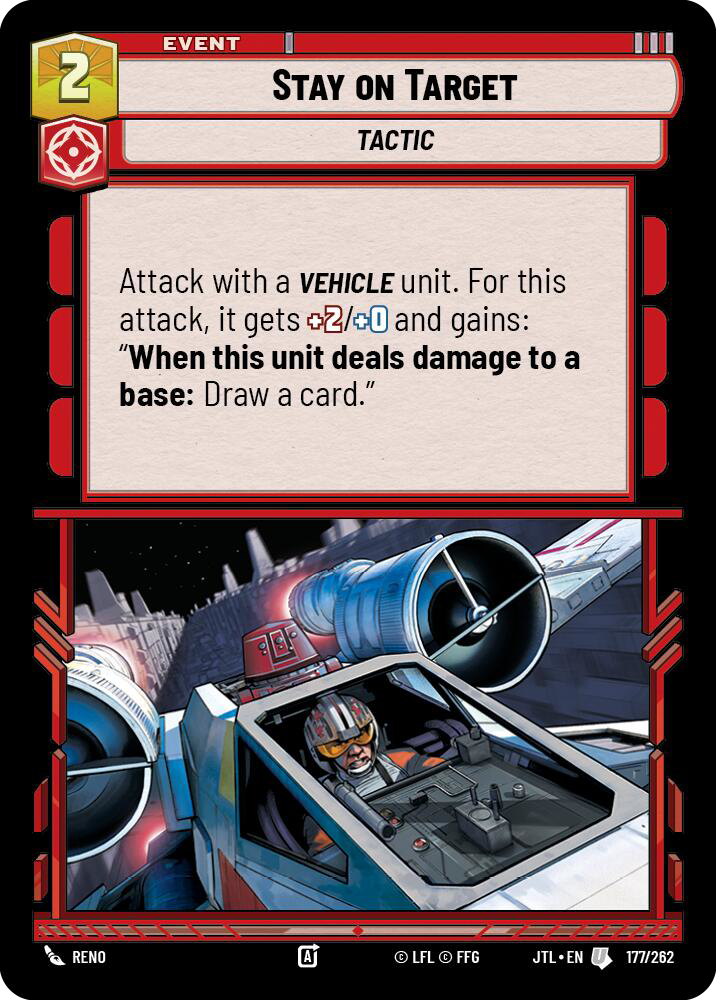 EVENT
2
STAY ON TARGET
TACTIC
Attack with a VEHICLE unit. For this
attack, it gets +2/+0 and gains:
“When this unit deals damage to a
base: Draw a card.”
RENO
A
© LFL © FFG
JTL • EN
U
177/262